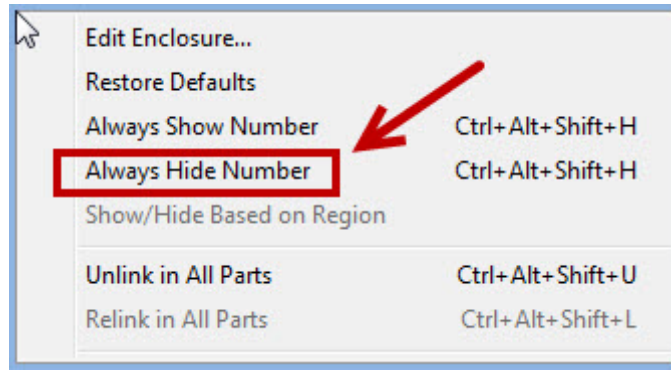 Edit Enclosure...
Restore Defaults
Always Show Number Ctrl+Alt+Shift+H
Always Hide Number Ctrl+Alt+Shift+H
Show/Hide Based on Region
Unlink in All Parts Ctrl+Alt+Shift+U
Relink in All Parts Ctrl+Alt+Shift+L